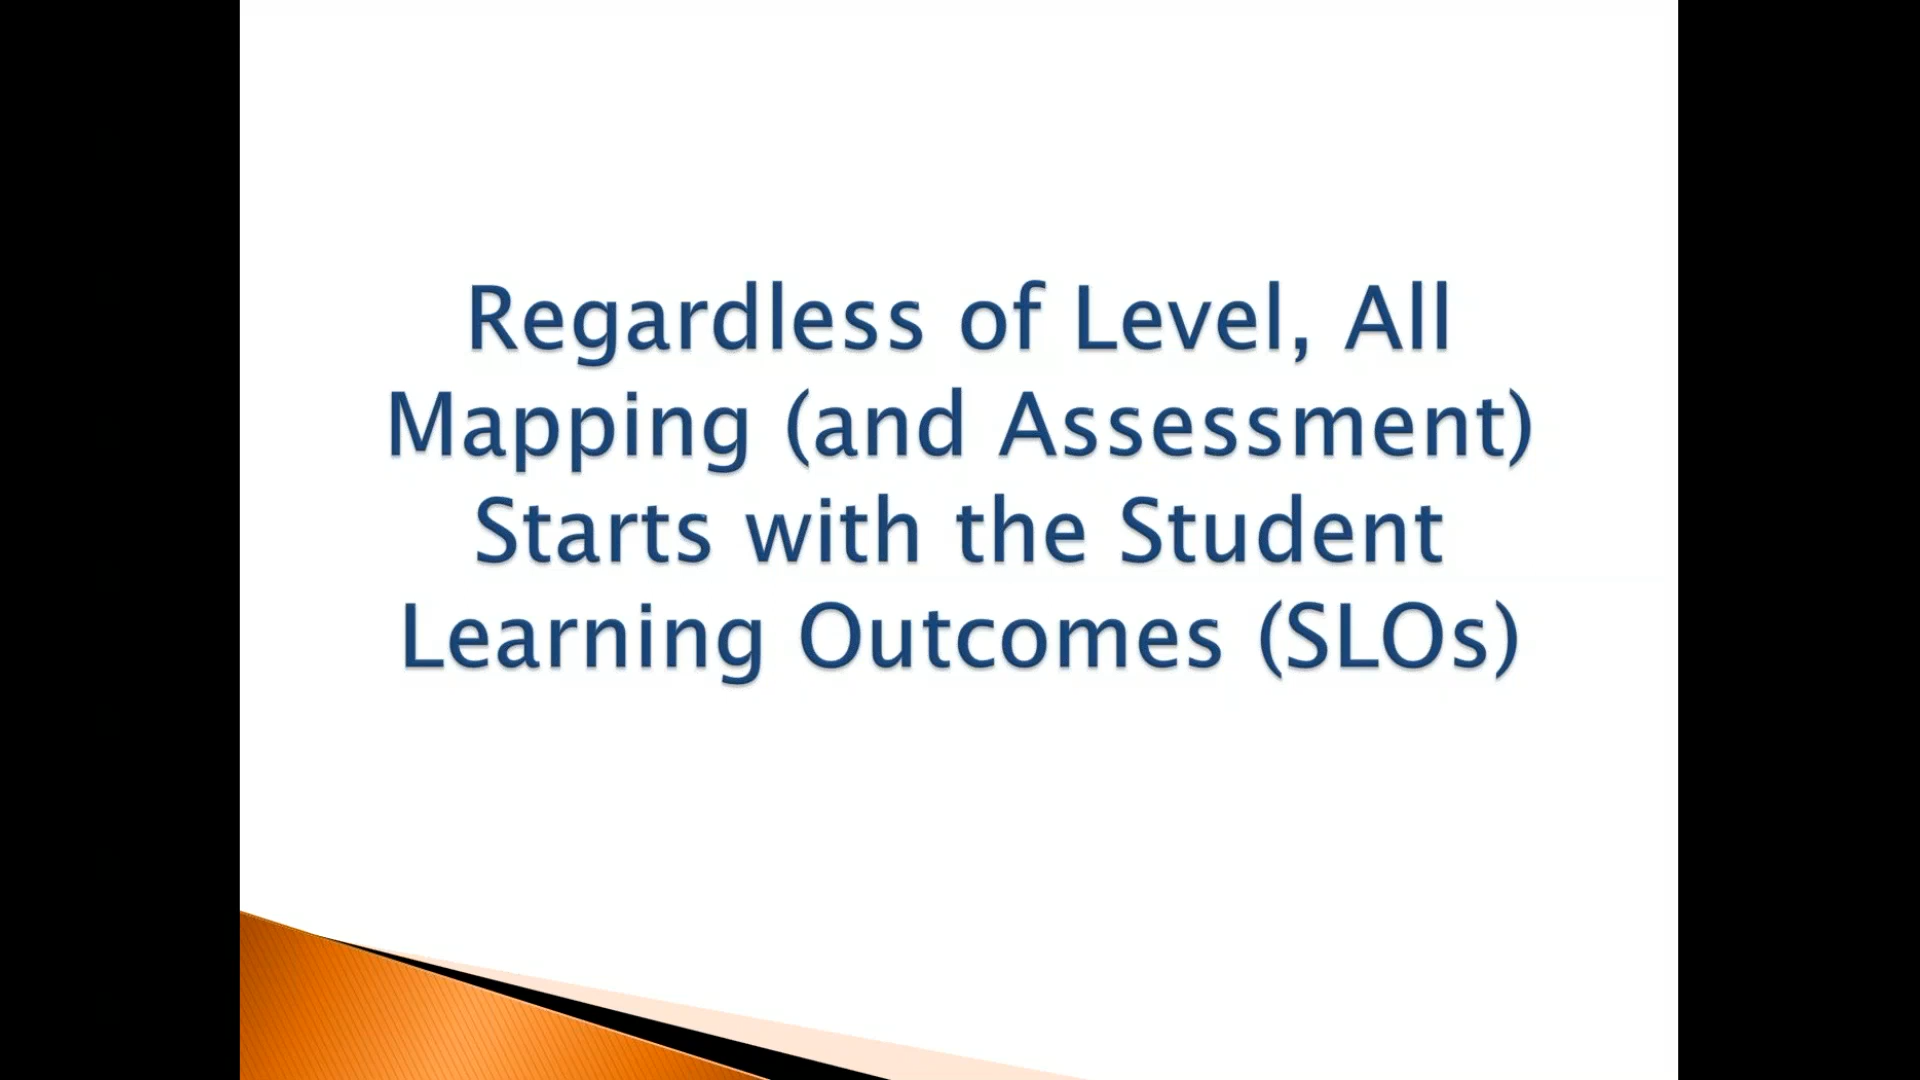 Regardless of Level, All
Mapping (and Assessment)
Starts with the Student
Learning Outcomes (SLOs)